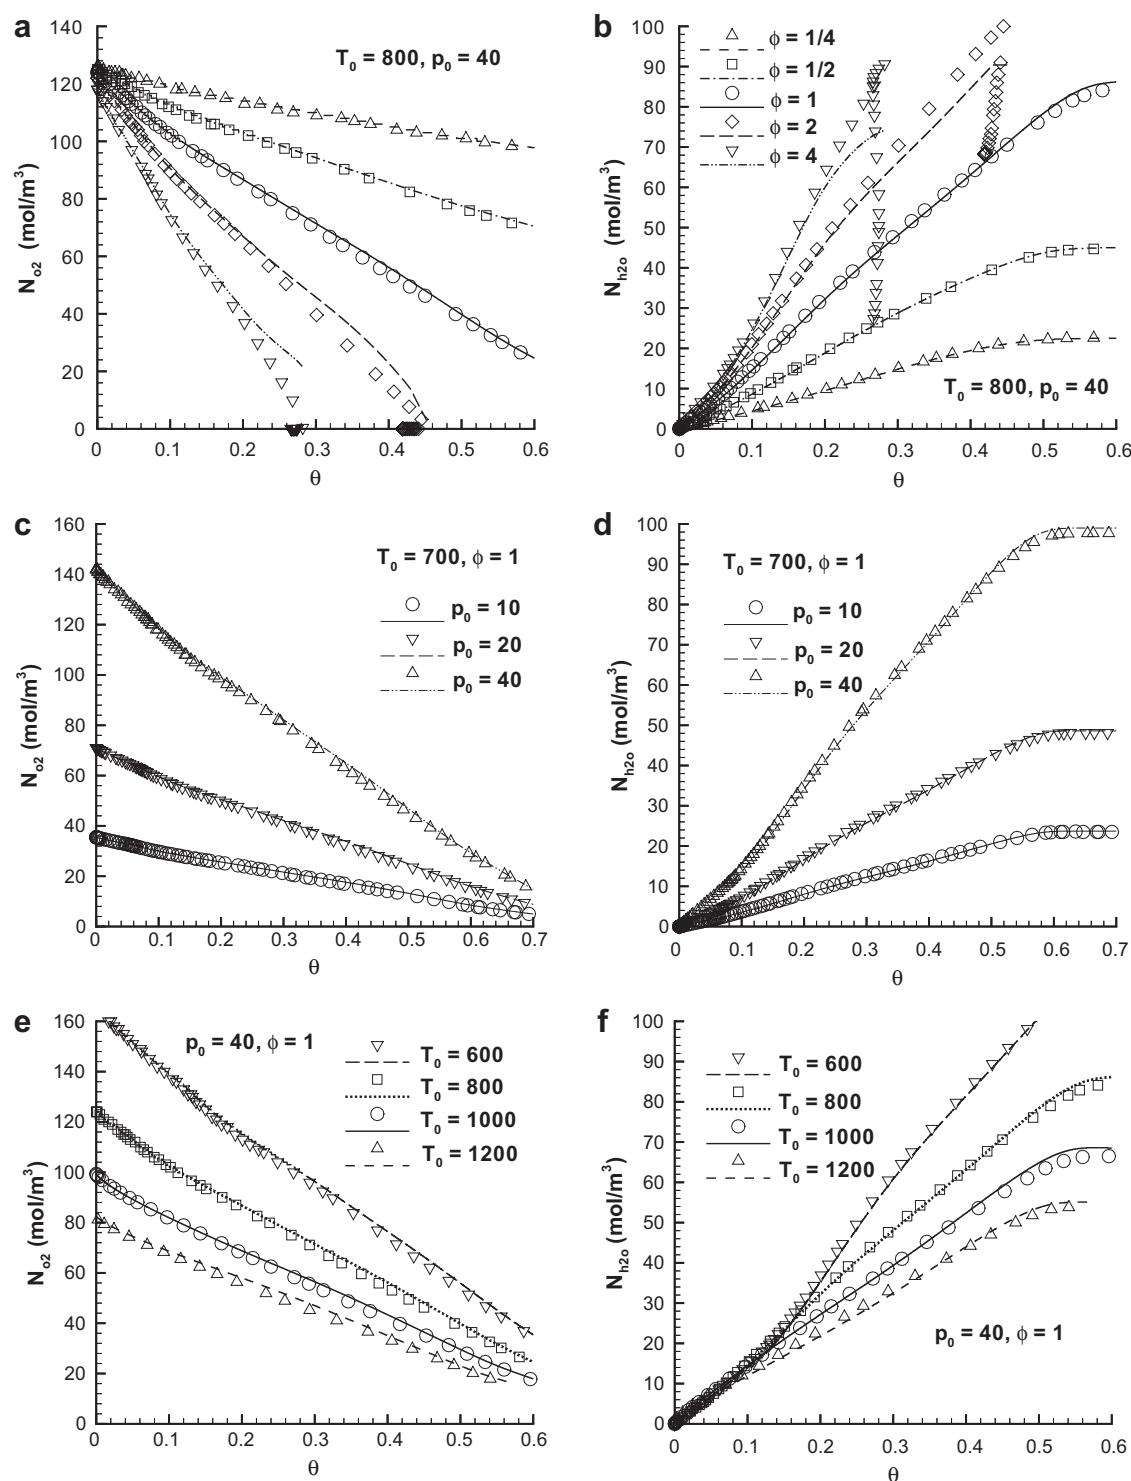 a
140
120
100
80
60
40
20
0
N_o2 (mol/m³)
T₀ = 800, p₀ = 40
0 0.1 0.2 0.3 0.4 0.5 0.6
θ
b
100
90
80
70
60
50
40
30
20
10
0
N_h2o (mol/m³)
ϕ = 1/4
ϕ = 1/2
ϕ = 1
ϕ = 2
ϕ = 4
T₀ = 800, p₀ = 40
0 0.1 0.2 0.3 0.4 0.5 0.6
θ
c
160
140
120
100
80
60
40
20
0
N_o2 (mol/m³)
T₀ = 700, ϕ = 1
p₀ = 10
p₀ = 20
p₀ = 40
0 0.1 0.2 0.3 0.4 0.5 0.6 0.7
θ
d
100
90
80
70
60
50
40
30
20
10
0
N_h2o (mol/m³)
T₀ = 700, ϕ = 1
p₀ = 10
p₀ = 20
p₀ = 40
0 0.1 0.2 0.3 0.4 0.5 0.6 0.7
θ
e
160
140
120
100
80
60
40
20
0
N_o2 (mol/m³)
p₀ = 40, ϕ = 1
T₀ = 600
T₀ = 800
T₀ = 1000
T₀ = 1200
0 0.1 0.2 0.3 0.4 0.5 0.6
θ
f
100
90
80
70
60
50
40
30
20
10
0
N_h2o (mol/m³)
T₀ = 600
T₀ = 800
T₀ = 1000
T₀ = 1200
p₀ = 40, ϕ = 1
0 0.1 0.2 0.3 0.4 0.5 0.6
θ